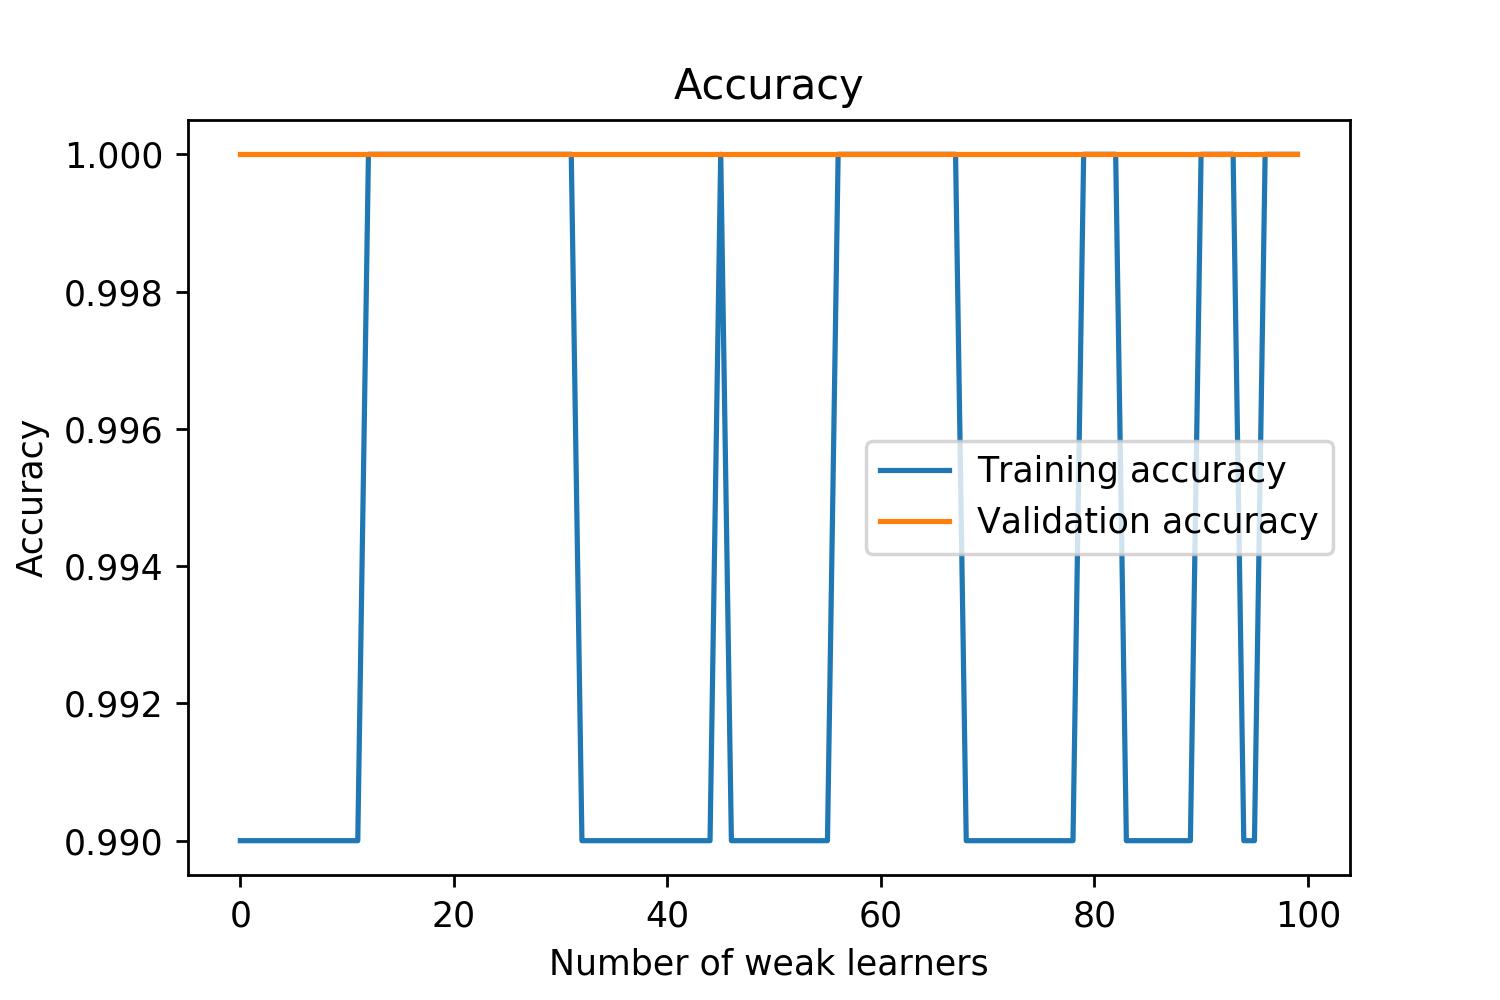 Accuracy
1.000
0.998
0.996
0.994
0.992
0.990
Accuracy
Training accuracy
Validation accuracy
0 20 40 60 80 100
Number of weak learners